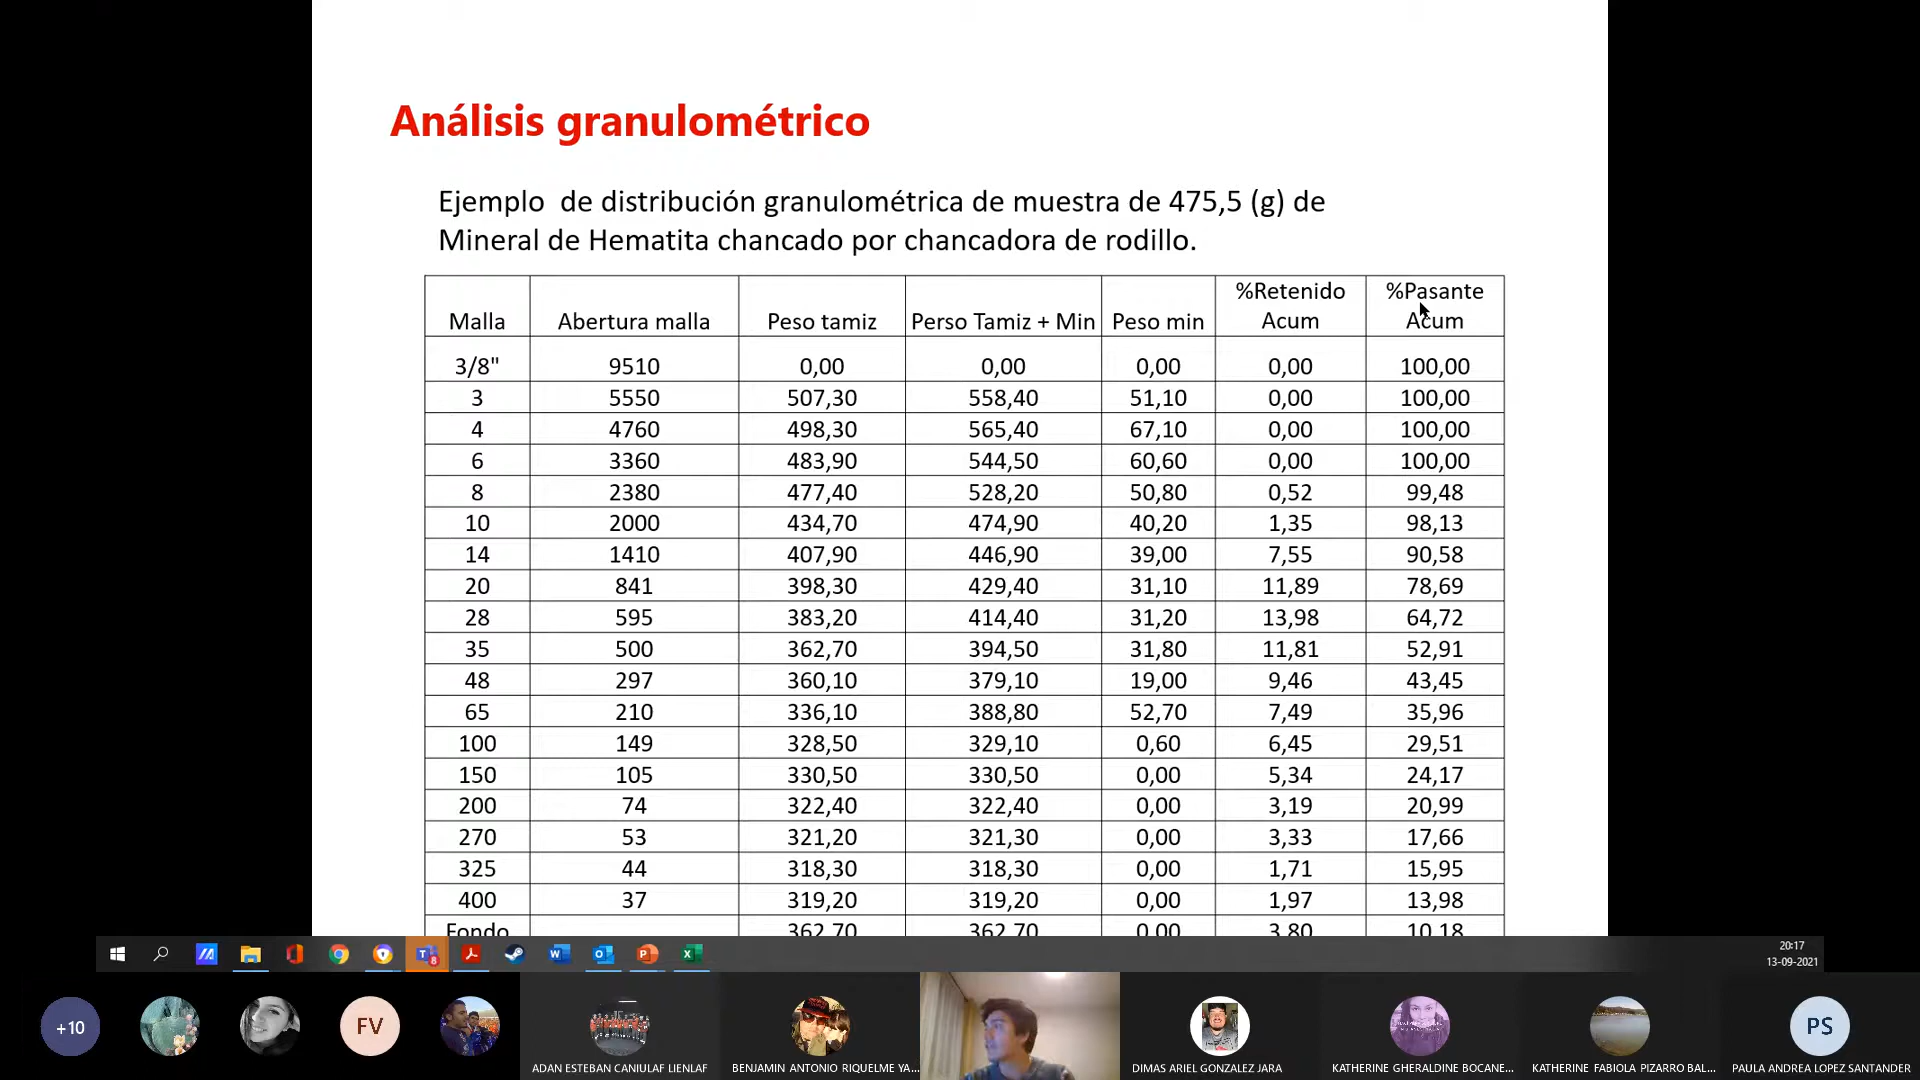 Análisis granulométrico
Ejemplo de distribución granulométrica de muestra de 475,5 (g) de
Mineral de Hematita chancado por chancadora de rodillo.
Malla Abertura malla Peso tamiz Perso Tamiz + Min Peso min %Retenido Acum %Pasante Acum
3/8" 9510 0,00 0,00 0,00 0,00 100,00
3 5550 507,30 558,40 51,10 0,00 100,00
4 4760 498,30 565,40 67,10 0,00 100,00
6 3360 483,90 544,50 60,60 0,00 100,00
8 2380 477,40 528,20 50,80 0,52 99,48
10 2000 434,70 474,90 40,20 1,35 98,13
14 1410 407,90 446,90 39,00 7,55 90,58
20 841 398,30 429,40 31,10 11,89 78,69
28 595 383,20 414,40 31,20 13,98 64,72
35 500 362,70 394,50 31,80 11,81 52,91
48 297 360,10 379,10 19,00 9,46 43,45
65 210 336,10 388,80 52,70 7,49 35,96
100 149 328,50 329,10 0,60 6,45 29,51
150 105 330,50 330,50 0,00 5,34 24,17
200 74 322,40 322,40 0,00 3,19 20,99
270 53 321,20 321,30 0,00 3,33 17,66
325 44 318,30 318,30 0,00 1,71 15,95
400 37 319,20 319,20 0,00 1,97 13,98
Fondo 362,70 362,70 0,00 3,80 10,18
20:17
13-09-2021
+10
FV
PS
ADAN ESTEBAN CANIULAF LIENLAF
BENJAMIN ANTONIO RIQUELME YA...
DIMAS ARIEL GONZALEZ JARA
KATHERINE GHERALDINE BOCANE...
KATHERINE FABIOLA PIZARRO BAL...
PAULA ANDREA LOPEZ SANTANDER